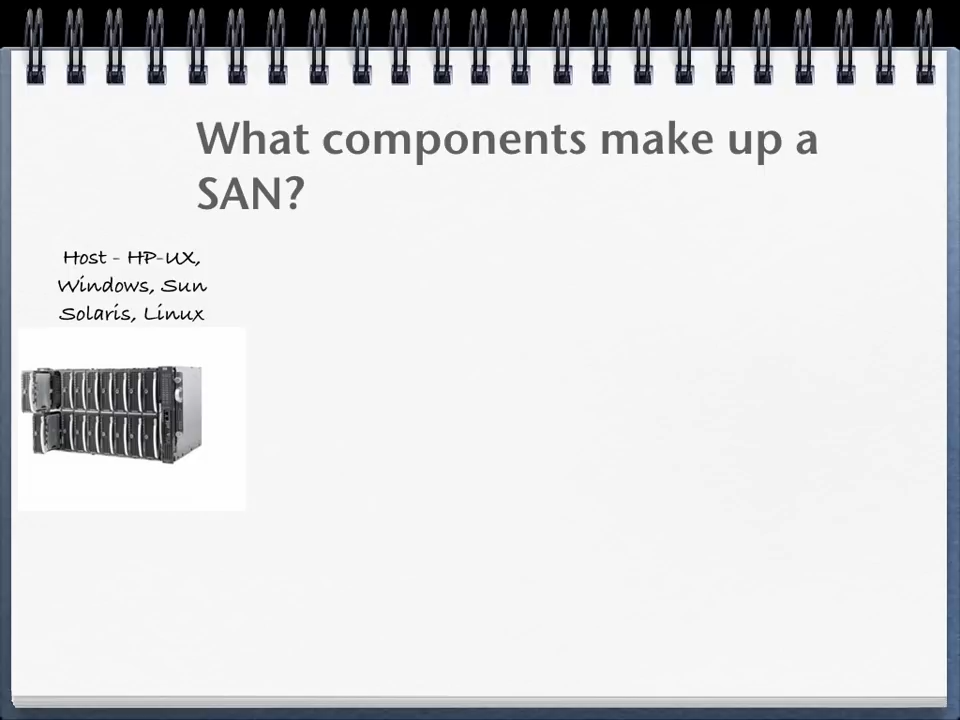 What components make up a
SAN?
Host - HP-UX,
Windows, Sun
Solaris, Linux